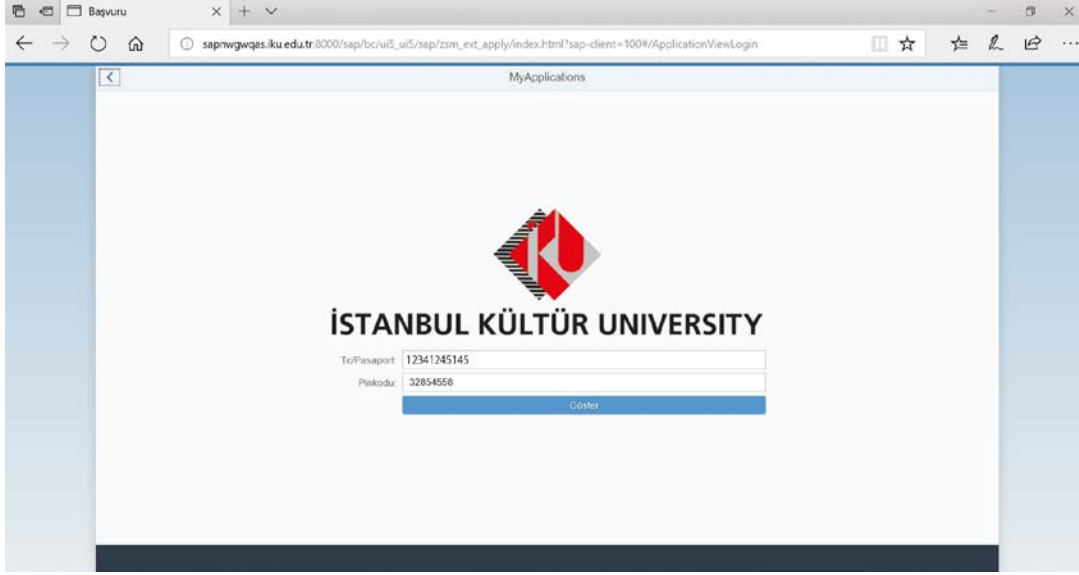 Başvuru
sapnwgwqas.iku.edu.tr:8000/sap/bc/ui5_ui5/sap/zsm_ext_apply/index.html?sap-client=100#/ApplicationViewLogin
MyApplications
iKU
İSTANBUL KÜLTÜR UNIVERSITY
Tc/Pasaport: 12341245145
Pinkodu: 32854558
Göster